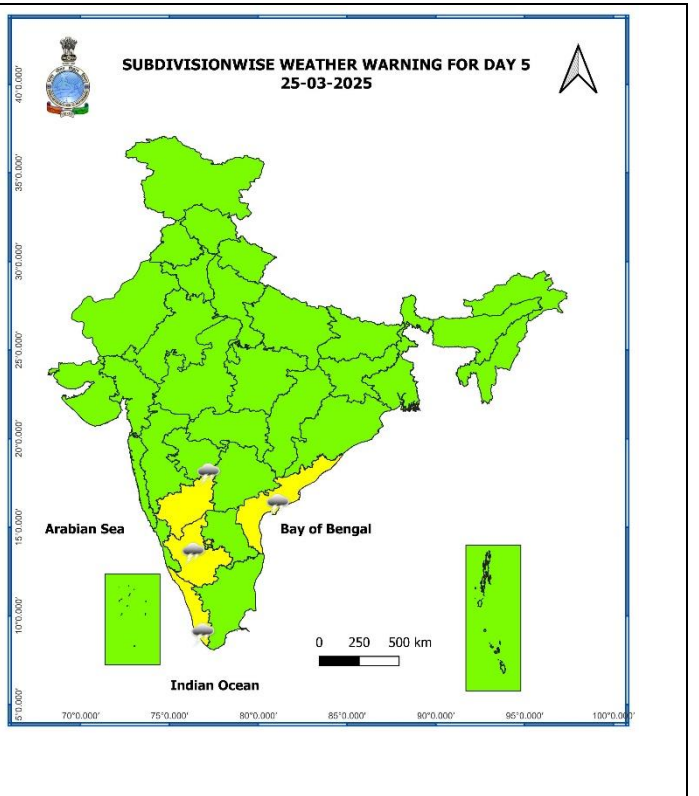 SUBDIVISIONWISE WEATHER WARNING FOR DAY 5
25-03-2025
40°0.000'
35°0.000'
30°0.000'
25°0.000'
20°0.000'
15°0.000'
10°0.000'
5°0.000'
Arabian Sea
Bay of Bengal
0 250 500 km
Indian Ocean
70°0.000' 75°0.000' 80°0.000' 85°0.000' 90°0.000' 95°0.000' 100°0.000'